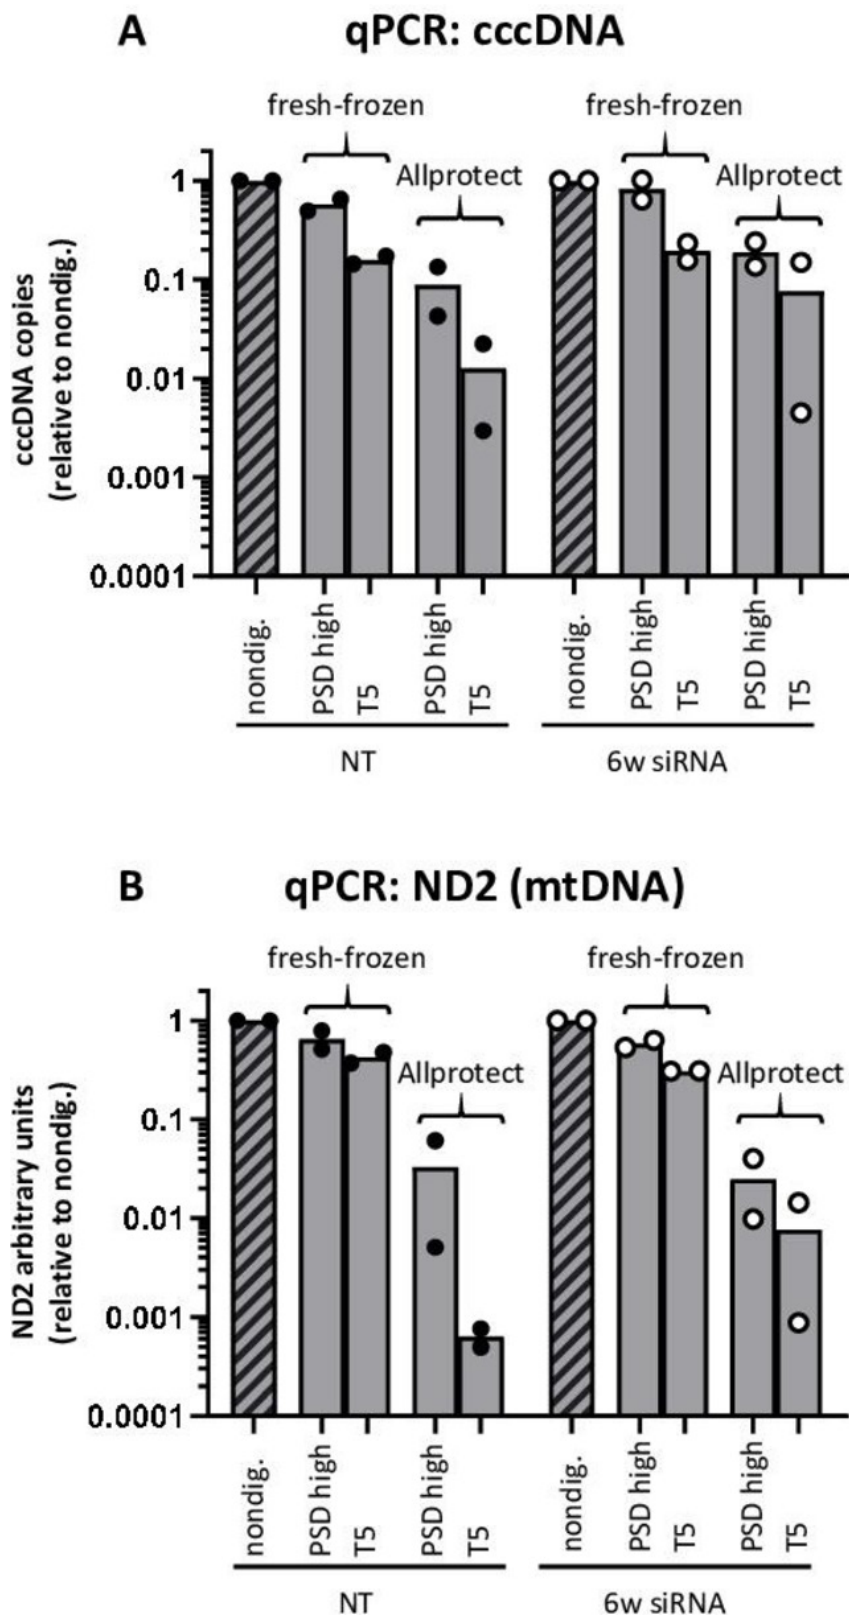 A qPCR: cccDNA
fresh-frozen fresh-frozen
Allprotect Allprotect
cccDNA copies
(relative to nondig.)
1
0.1
0.01
0.001
0.0001
nondig. PSD high T5 PSD high T5 nondig. PSD high T5 PSD high T5
NT 6w siRNA
B qPCR: ND2 (mtDNA)
fresh-frozen fresh-frozen
Allprotect Allprotect
ND2 arbitrary units
(relative to nondig.)
1
0.1
0.01
0.001
0.0001
nondig. PSD high T5 PSD high T5 nondig. PSD high T5 PSD high T5
NT 6w siRNA